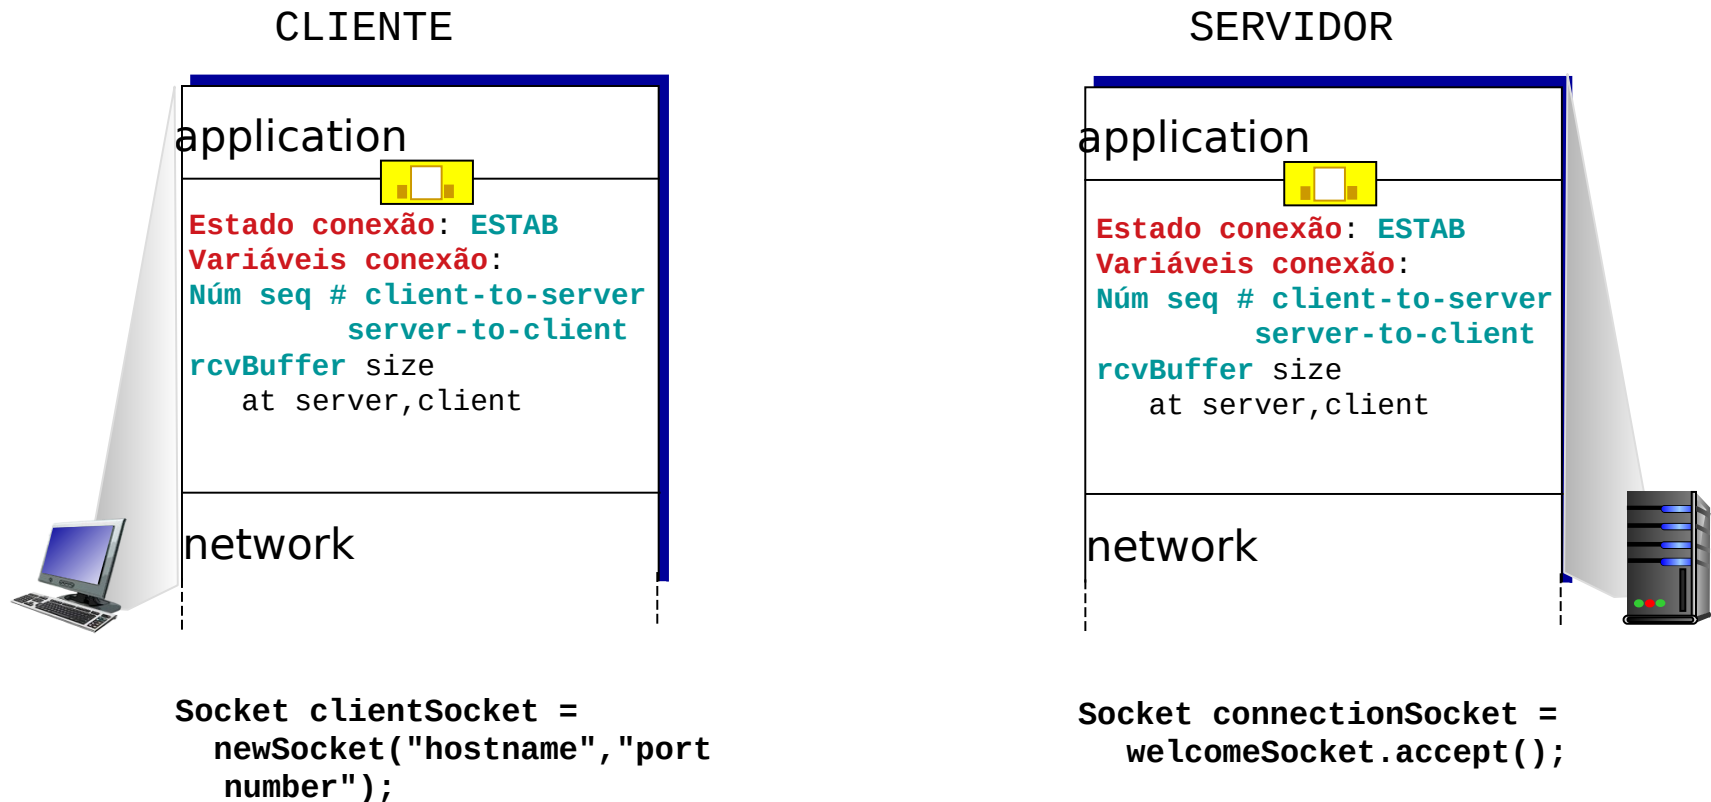 CLIENTE
application
Estado conexão: ESTAB
Variáveis conexão:
Núm seq # client-to-server
server-to-client
rcvBuffer size
at server,client
network
Socket clientSocket =
newSocket("hostname","port
number");
SERVIDOR
application
Estado conexão: ESTAB
Variáveis conexão:
Núm seq # client-to-server
server-to-client
rcvBuffer size
at server,client
network
Socket connectionSocket =
welcomeSocket.accept();